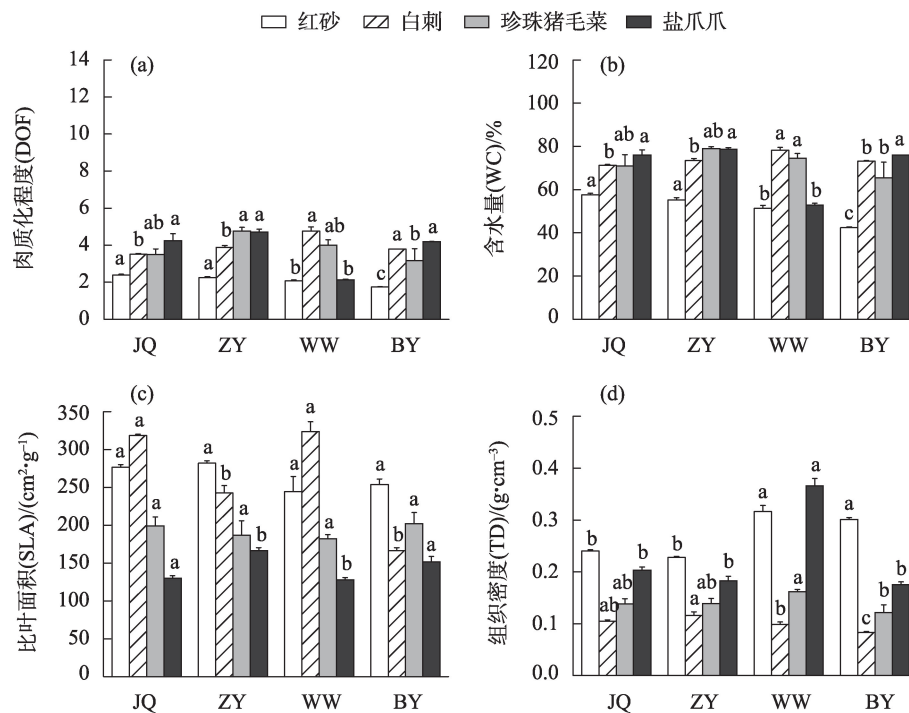 红砂 白刺 珍珠猪毛菜 盐爪爪
(a)
肉质化程度(DOF)
14
12
10
8
6
4
2
0
a b ab a
a b a a
b a ab b
c a b a
JQ ZY WW BY
(b)
含水量(WC)/%
120
100
80
60
40
20
0
a b ab a
a b ab a
b a a b
c b b a
JQ ZY WW BY
(c)
比叶面积(SLA)/(cm²·g⁻¹)
350
300
250
200
150
100
50
0
a a a a
a b a b
a a a b
a b a a
JQ ZY WW BY
(d)
组织密度(TD)/(g·cm⁻³)
0.5
0.4
0.3
0.2
0.1
0.0
b ab ab b
b a ab b
a b a a
a c b b
JQ ZY WW BY